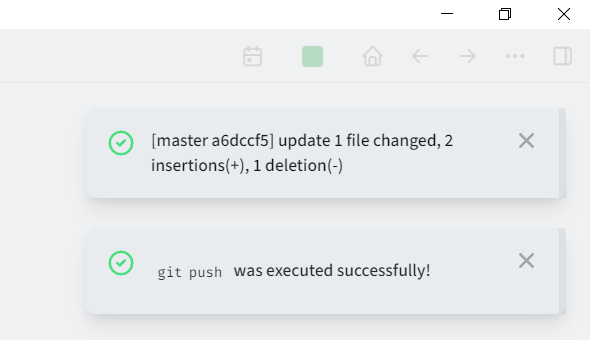 [master a6dccf5] update 1 file changed, 2
insertions(+), 1 deletion(-)
git push was executed successfully!